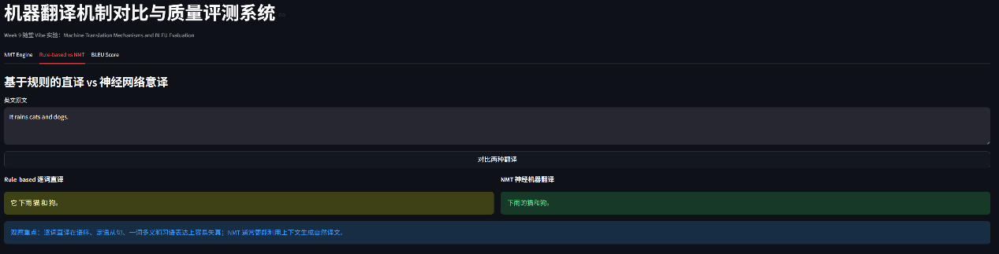 机器翻译机制对比与质量评测系统
Week 9 随堂 Vibe 实验：Machine Translation Mechanisms and BLEU Evaluation
NMT Engine Rule-based vs NMT BLEU Score
基于规则的直译 vs 神经网络意译
英文原文
It rains cats and dogs.
对比两种翻译
Rule-based 逐词直译 NMT 神经机器翻译
它 下雨 猫 和 狗。 下雨的猫和狗。
观察重点：逐词直译在语序、定语从句、一词多义和习语表达上容易失真；NMT 通常更能利用上下文生成自然译文。